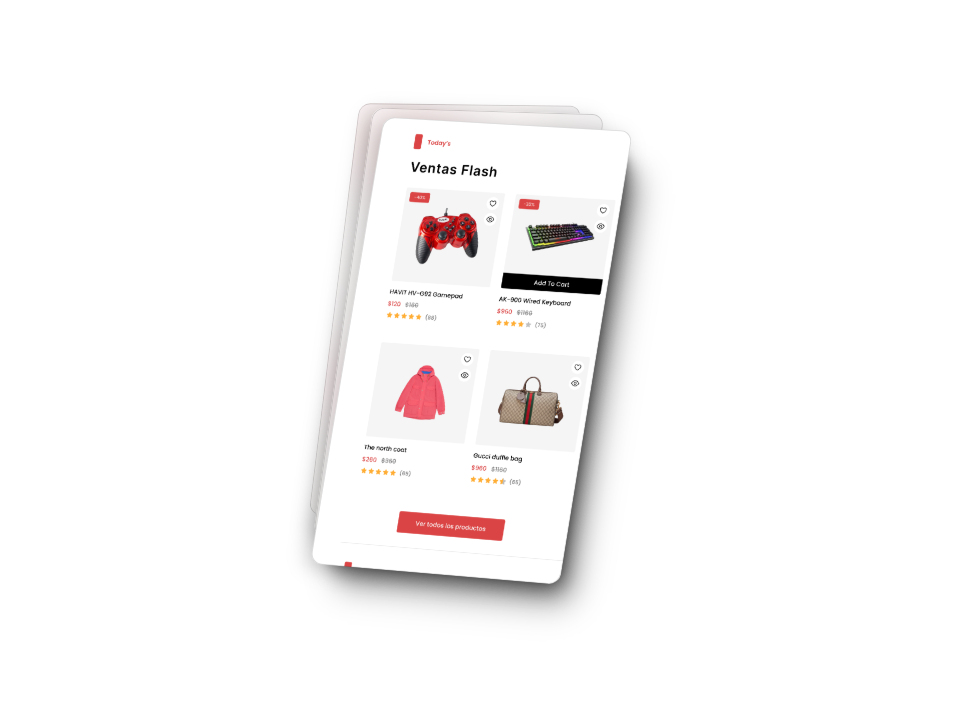 Today's
Ventas Flash
-40%
HAVIT HV-G92 Gamepad
$120 $160
(88)
Add To Cart
AK-900 Wired Keyboard
$960 $1160
(75)
The north coat
$260 $360
(65)
Gucci duffle bag
$960 $1160
(65)
Ver todos los productos